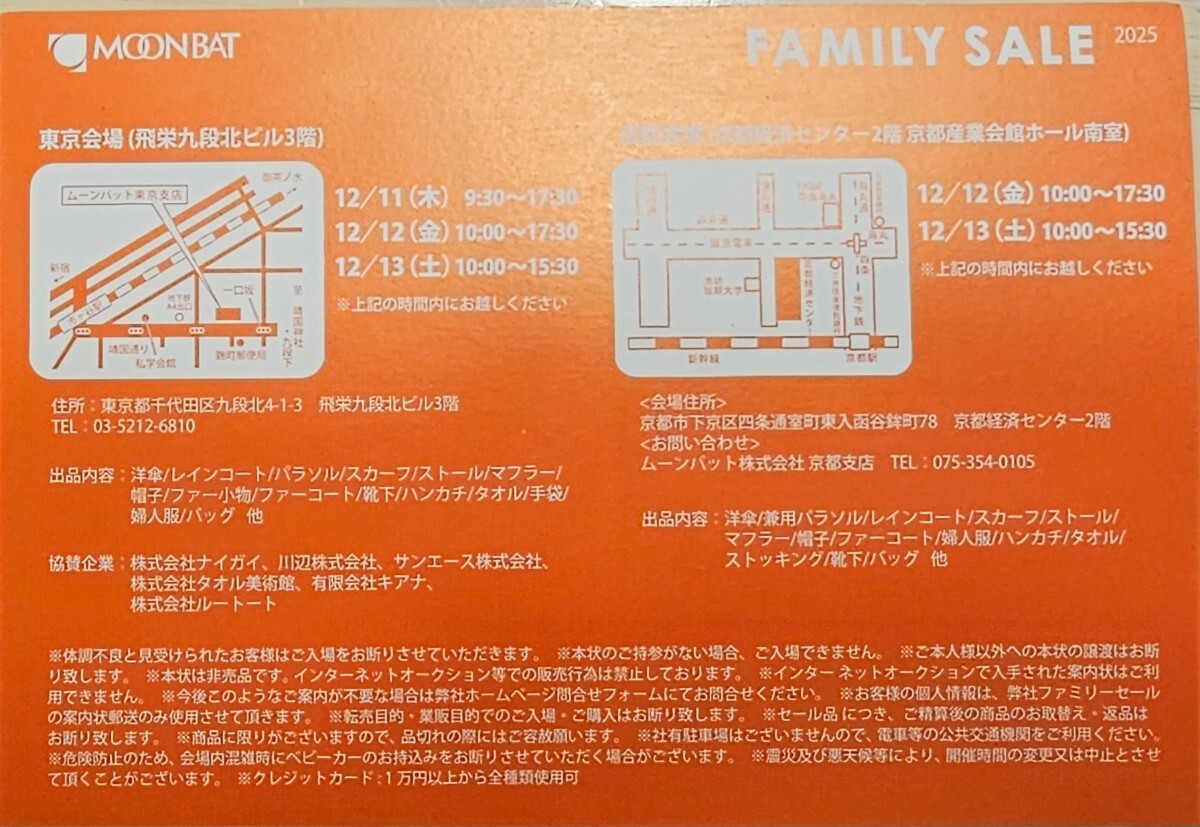 MOONBAT
FAMILY SALE 2025
東京会場 (飛栄九段北ビル3階)
ムーンバット東京支店
御茶ノ水
新宿
市ヶ谷駅
地下鉄
A4出口
一口坂
至
靖国神社
・九段下
靖国通り
私学会館
麹町郵便局
12/11(木) 9:30～17:30
12/12(金) 10:00～17:30
12/13(土) 10:00～15:30
※上記の時間内にお越しください
住所：東京都千代田区九段北4-1-3 飛栄九段北ビル3階
TEL：03-5212-6810
出品内容：洋傘/レインコート/パラソル/スカーフ/ストール/マフラー/
帽子/ファー小物/ファーコート/靴下/ハンカチ/タオル/手袋/
婦人服/バッグ 他
協賛企業：株式会社ナイガイ、川辺株式会社、サンエース株式会社、
株式会社タオル美術館、有限会社キアナ、
株式会社ルートート
経済センター2階 京都産業会館ホール南室)
烏丸
四条
池坊
短期大学
京都経済センター
地下鉄
新幹線
京都駅
12/12(金) 10:00～17:30
12/13(土) 10:00～15:30
※上記の時間内にお越しください
<会場住所>
京都市下京区四条通室町東入函谷鉾町78 京都経済センター2階
<お問い合わせ>
ムーンバット株式会社 京都支店 TEL：075-354-0105
出品内容：洋傘/兼用パラソル/レインコート/スカーフ/ストール/
マフラー/帽子/ファーコート/婦人服/ハンカチ/タオル/
ストッキング/靴下/バッグ 他
※体調不良と見受けられたお客様はご入場をお断りさせていただきます。 ※本状のご持参がない場合、ご入場できません。 ※ご本人様以外への本状の譲渡はお断
り致します。 ※本状は非売品です。インターネットオークション等での販売行為は禁止しております。 ※インターネットオークションで入手された案内状はご利
用できません。 ※今後このようなご案内が不要な場合は弊社ホームページ問合せフォームにてお問合せください。 ※お客様の個人情報は、弊社ファミリーセール
の案内状郵送のみ使用させて頂きます。 ※転売目的・業販目的でのご入場・ご購入はお断り致します。 ※セール品につき、ご精算後の商品のお取替え・返品は
お断り致します。 ※商品に限りがございますので、品切れの際にはご容赦願います。 ※社有駐車場はございませんので、電車等の公共交通機関をご利用ください。
※危険防止のため、会場内混雑時にベビーカーのお持込みをお断りさせていただく場合がございます。 ※震災及び悪天候等により、開催時間の変更又は中止とさせ
て頂くことがございます。 ※クレジットカード：1万円以上から全種類使用可